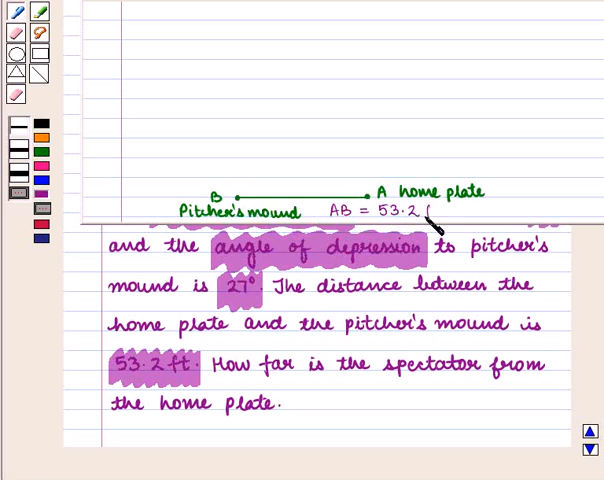 B A home plate
Pitcher's mound AB = 53.2 (
and the angle of depression to pitcher's
mound is 27°. The distance between the
home plate and the pitcher's mound is
53.2 ft. How far is the spectator from
the home plate.